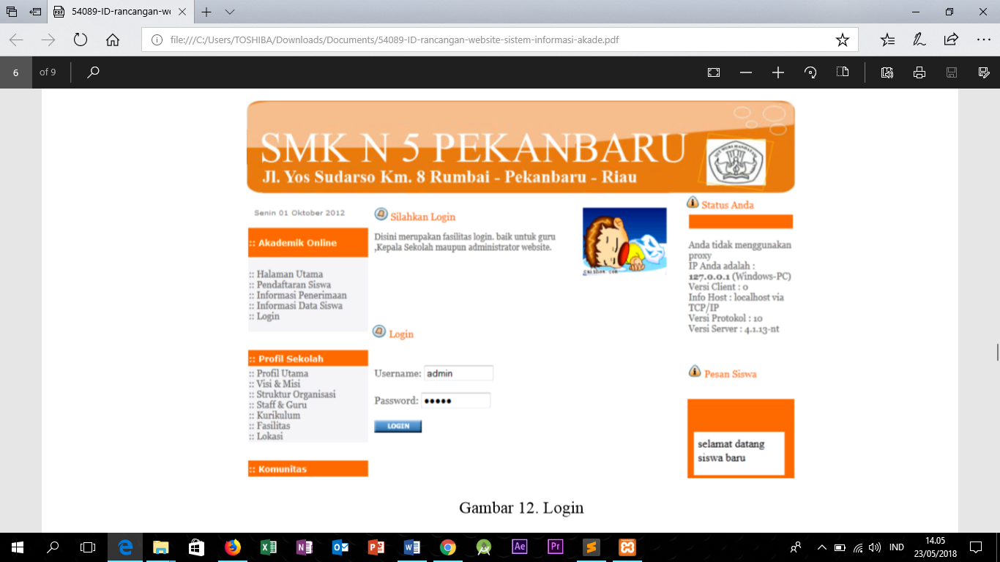 54089-ID-rancangan-we
file:///C:/Users/TOSHIBA/Downloads/Documents/54089-ID-rancangan-website-sistem-informasi-akade.pdf
6 of 9
SMK N 5 PEKANBARU
Jl. Yos Sudarso Km. 8 Rumbai - Pekanbaru - Riau
Senin 01 Oktober 2012
:: Akademik Online
:: Halaman Utama
:: Pendaftaran Siswa
:: Informasi Penerimaan
:: Informasi Data Siswa
:: Login
:: Profil Sekolah
:: Profil Utama
:: Visi & Misi
:: Struktur Organisasi
:: Staff & Guru
:: Kurikulum
:: Fasilitas
:: Lokasi
:: Komunitas
Silahkan Login
Disini merupakan fasilitas login. baik untuk guru
,Kepala Sekolah maupun administrator website.
Login
Username: admin
Password: •••••
LOGIN
Status Anda
Anda tidak menggunakan
proxy
IP Anda adalah :
127.0.0.1 (Windows-PC)
Versi Client : 0
Info Host : localhost via
TCP/IP
Versi Protokol : 10
Versi Server : 4.1.13-nt
Pesan Siswa
selamat datang
siswa baru
Gambar 12. Login
IND
14.05
23/05/2018